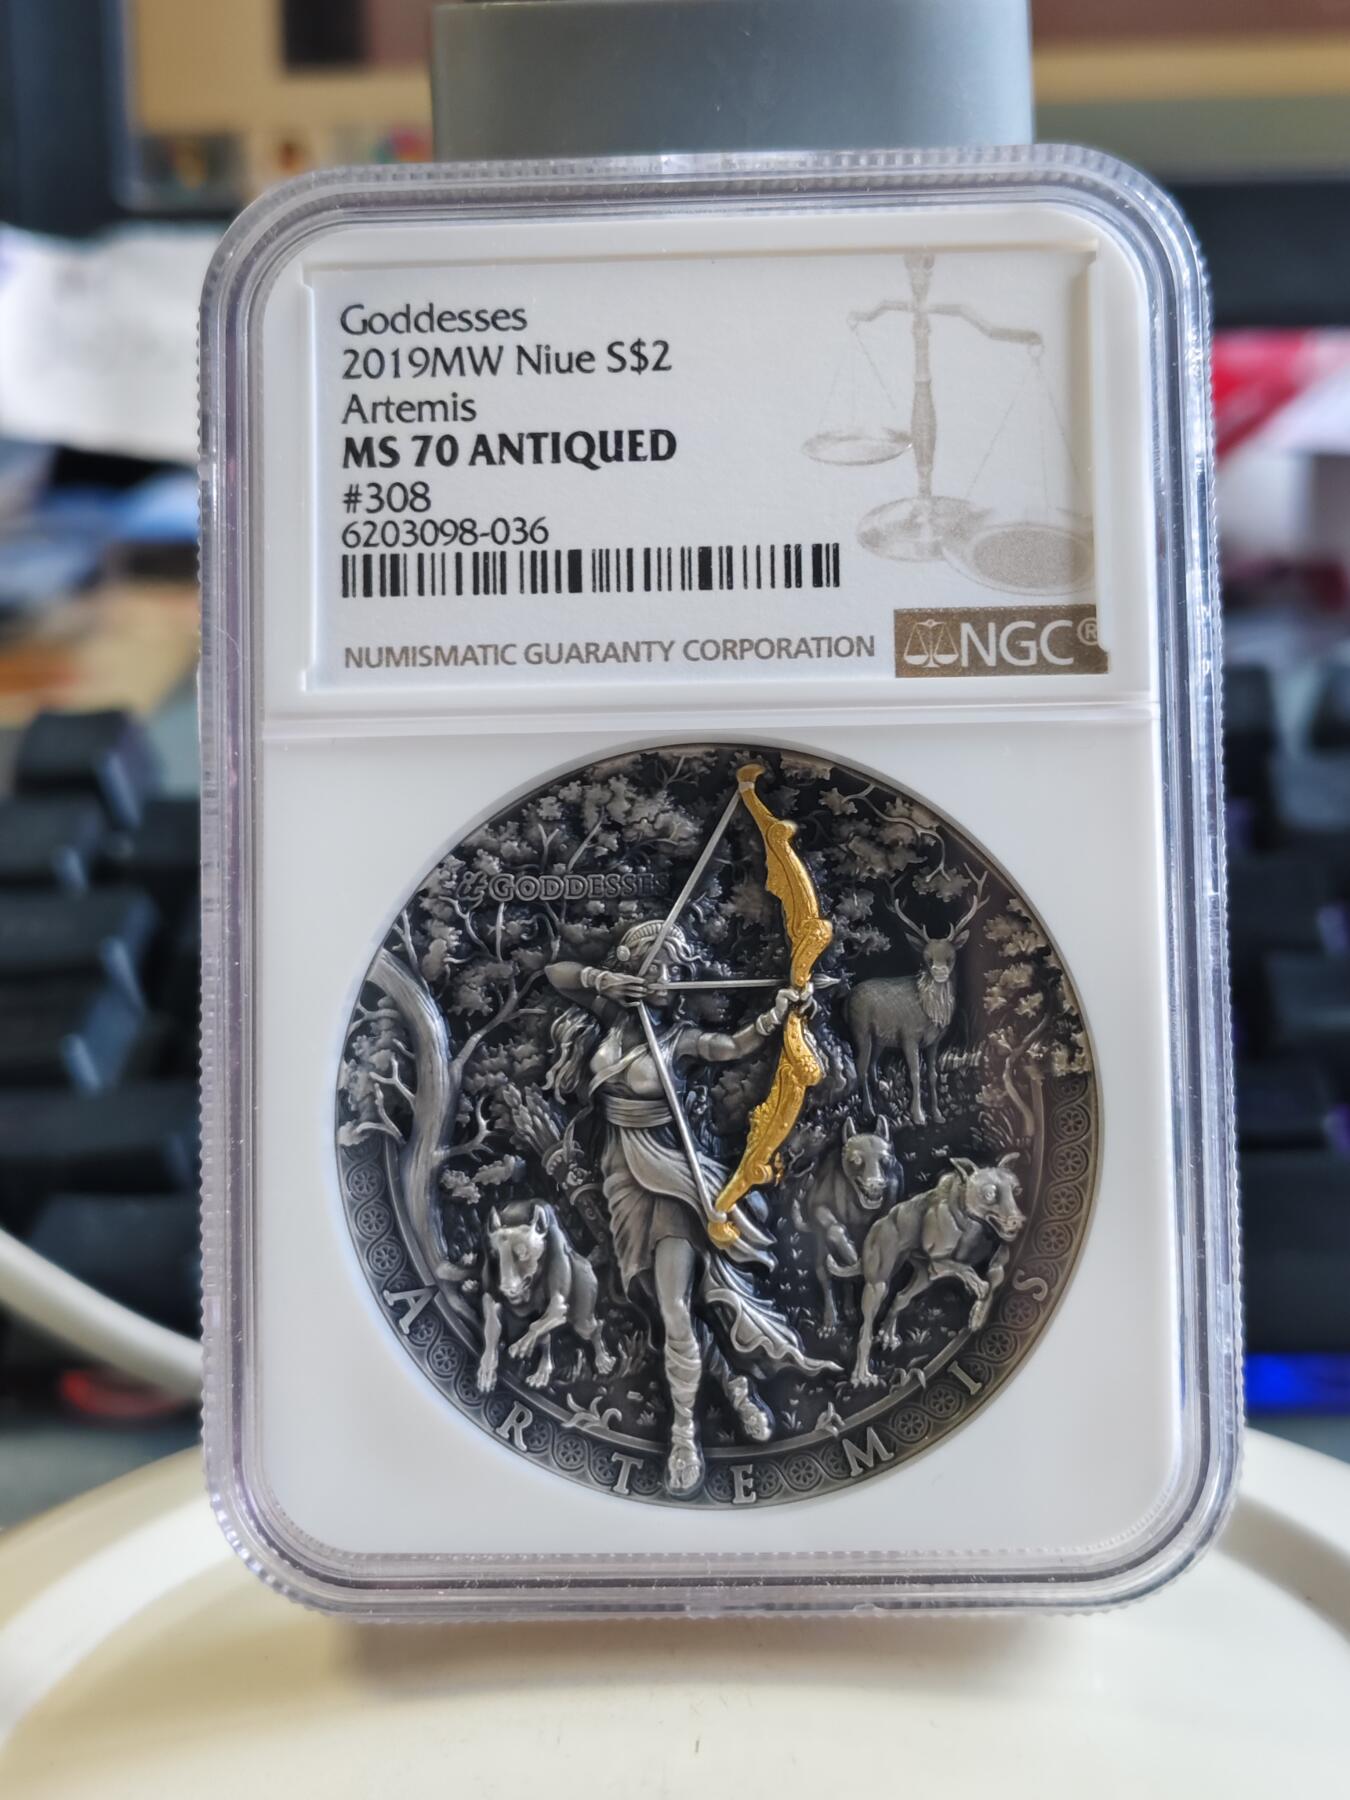 Goddesses
2019MW Niue S$2
Artemis
MS 70 ANTIQUED
#308
6203098-036
NUMISMATIC GUARANTY CORPORATION
NGC®
GODDESSES
ARTEMIS